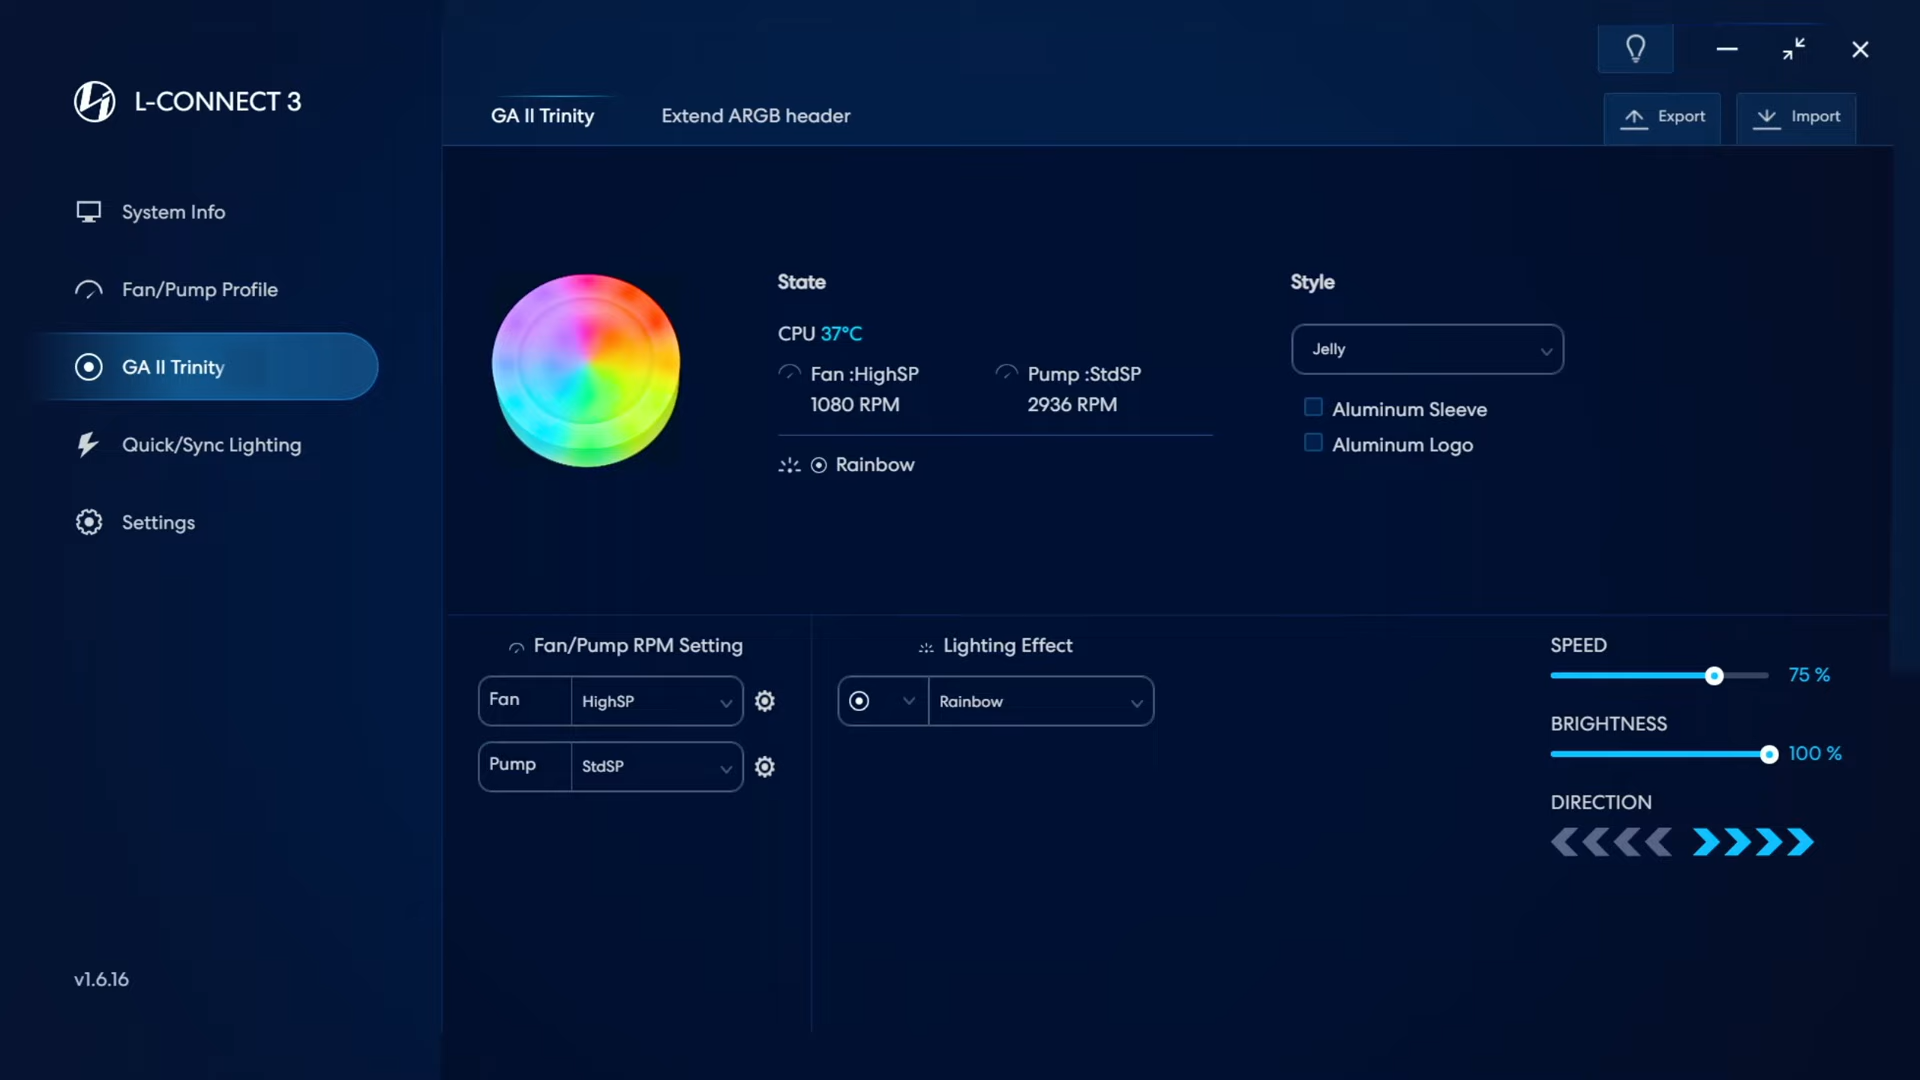 L-CONNECT 3
System Info
Fan/Pump Profile
GA II Trinity
Quick/Sync Lighting
Settings
v1.6.16
GA II Trinity
Extend ARGB header
Export
Import
State
CPU 37°C
Fan :HighSP
1080 RPM
Pump :StdSP
2936 RPM
Rainbow
Style
Jelly
Aluminum Sleeve
Aluminum Logo
Fan/Pump RPM Setting
Fan
HighSP
Pump
StdSP
Lighting Effect
Rainbow
SPEED
75 %
BRIGHTNESS
100 %
DIRECTION